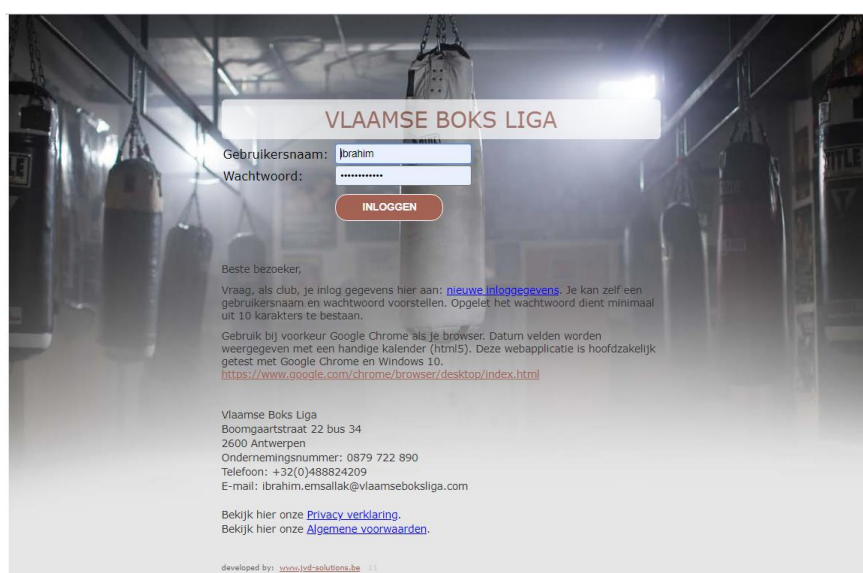 VLAAMSE BOKS LIGA
Gebruikersnaam: Ibrahim
Wachtwoord: ••••••••••••
INLOGGEN
Beste bezoeker,
Vraag, als club, je inlog gegevens hier aan: nieuwe inloggegevens. Je kan zelf een
gebruikersnaam en wachtwoord voorstellen. Opgelet het wachtwoord dient minimaal
uit 10 karakters te bestaan.
Gebruik bij voorkeur Google Chrome als je browser. Datum velden worden
weergegeven met een handige kalender (html5). Deze webapplicatie is hoofdzakelijk
getest met Google Chrome en Windows 10.
https://www.google.com/chrome/browser/desktop/index.html
Vlaamse Boks Liga
Boomgaartstraat 22 bus 34
2600 Antwerpen
Ondernemingsnummer: 0879 722 890
Telefoon: +32(0)488824209
E-mail: ibrahim.emsallak@vlaamseboksliga.com
Bekijk hier onze Privacy verklaring.
Bekijk hier onze Algemene voorwaarden.
developed by: www.jvd-solutions.be 11